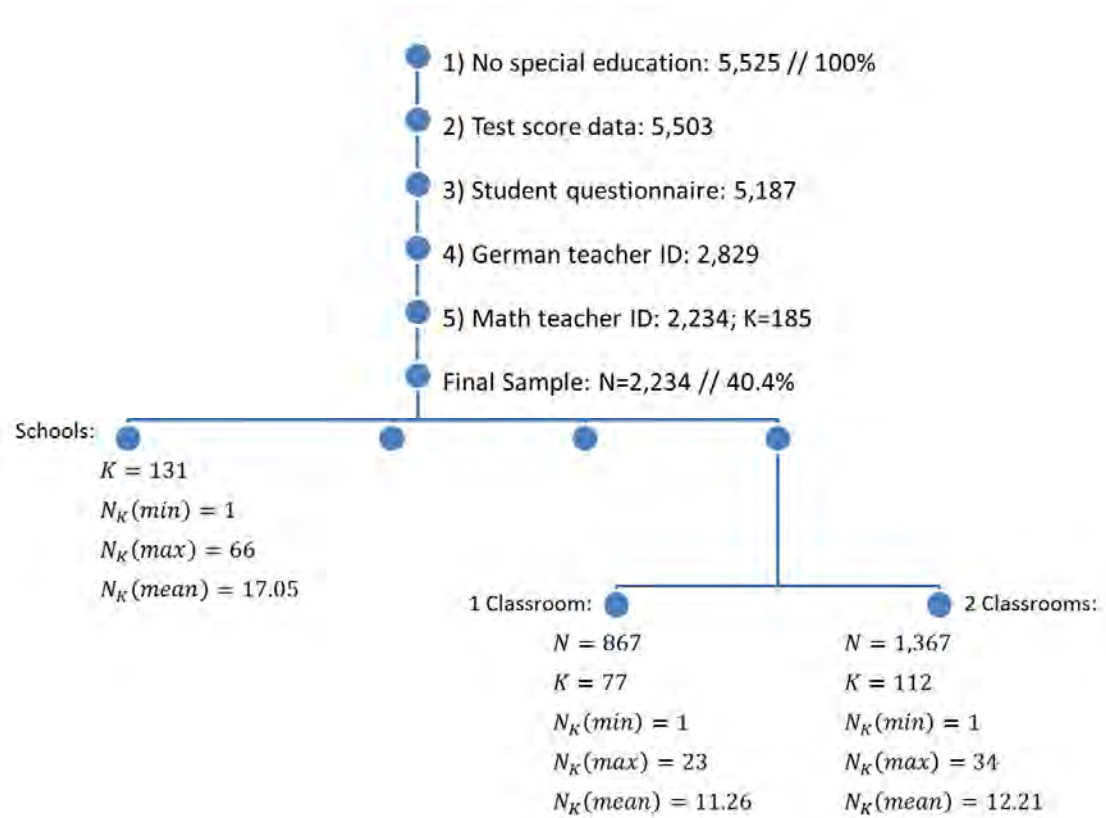 1) No special education: 5,525 // 100%
2) Test score data: 5,503
3) Student questionnaire: 5,187
4) German teacher ID: 2,829
5) Math teacher ID: 2,234; K=185
Final Sample: N=2,234 // 40.4%
Schools:
K = 131
N_K(min) = 1
N_K(max) = 66
N_K(mean) = 17.05
1 Classroom:
N = 867
K = 77
N_K(min) = 1
N_K(max) = 23
N_K(mean) = 11.26
2 Classrooms:
N = 1,367
K = 112
N_K(min) = 1
N_K(max) = 34
N_K(mean) = 12.21